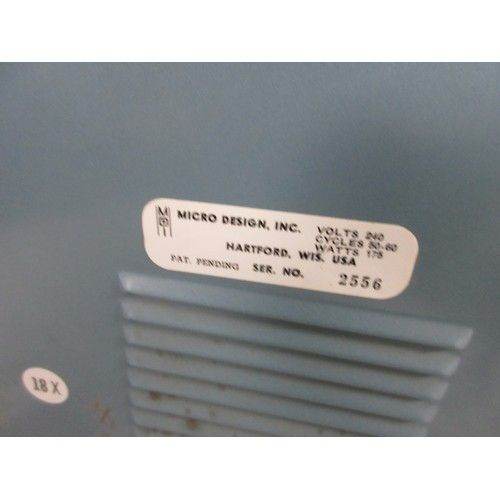 MDI MICRO DESIGN, INC. VOLTS 240
CYCLES 50-60
WATTS 175
HARTFORD, WIS. USA
PAT. PENDING SER. NO. 2556
18 X